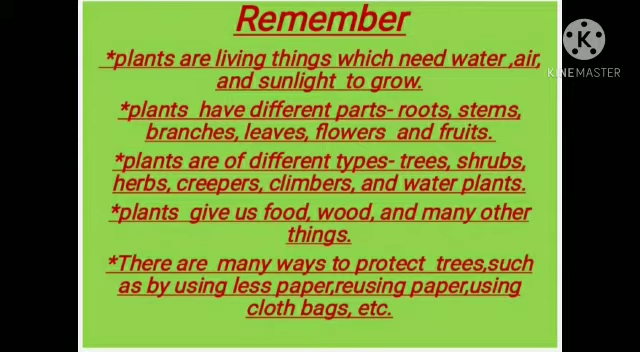 Remember
*plants are living things which need water ,air,
and sunlight to grow.
*plants have different parts- roots, stems,
branches, leaves, flowers and fruits.
*plants are of different types- trees, shrubs,
herbs, creepers, climbers, and water plants.
*plants give us food, wood, and many other
things.
*There are many ways to protect trees,such
as by using less paper,reusing paper,using
cloth bags, etc.
K
KINEMASTER